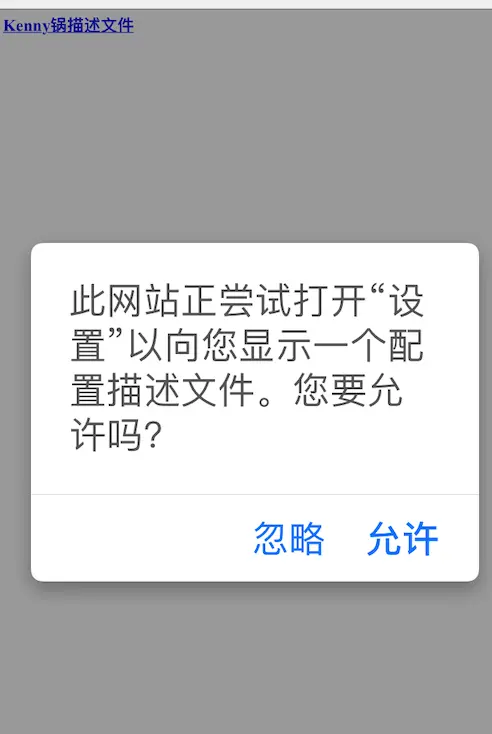 Kenny锅描述文件
此网站正尝试打开“设
置”以向您显示一个配
置描述文件。您要允
许吗？
忽略 允许